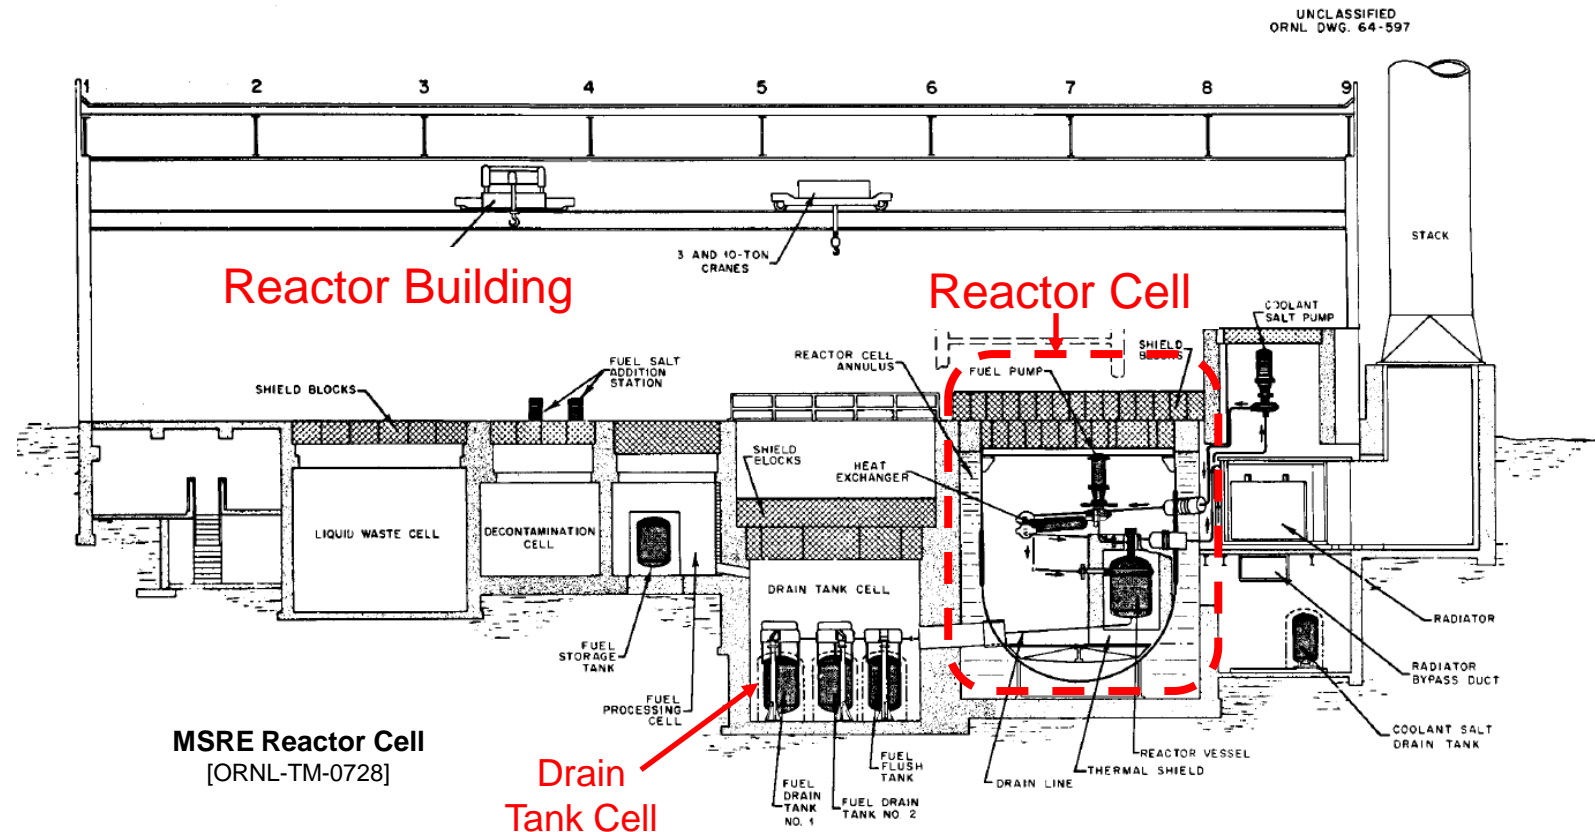 UNCLASSIFIED
ORNL DWG. 64-597
1 2 3 4 5 6 7 8 9
3 AND 10-TON
CRANES
STACK
Reactor Building
Reactor Cell
COOLANT
SALT PUMP
REACTOR CELL
ANNULUS
FUEL PUMP
SHIELD
BLOCKS
FUEL SALT
ADDITION
STATION
SHIELD BLOCKS
SHIELD
BLOCKS
HEAT
EXCHANGER
LIQUID WASTE CELL
DECONTAMINATION
CELL
DRAIN TANK CELL
RADIATOR
FUEL
STORAGE
TANK
RADIATOR
BYPASS DUCT
FUEL
PROCESSING
CELL
COOLANT SALT
DRAIN TANK
MSRE Reactor Cell
[ORNL-TM-0728]
REACTOR VESSEL
THERMAL SHIELD
DRAIN LINE
FUEL
FLUSH
TANK
FUEL
DRAIN
TANK
NO. 1
FUEL DRAIN
TANK NO. 2
Drain
Tank Cell